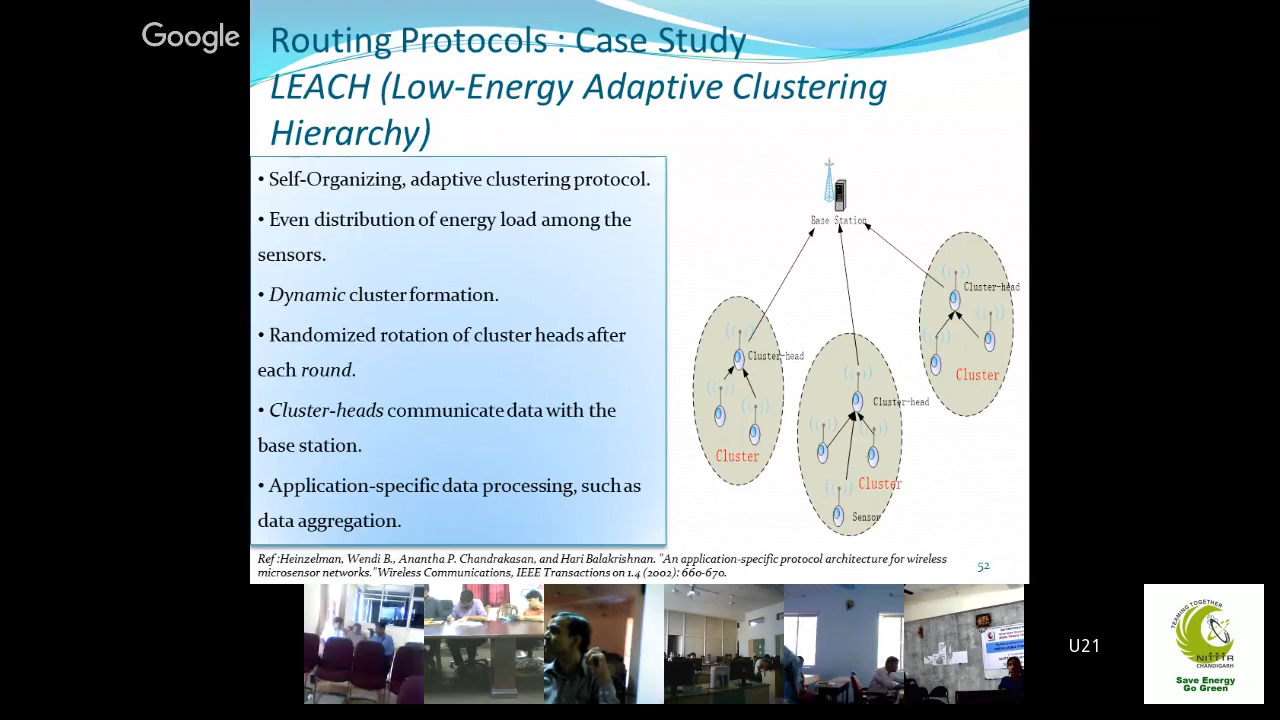 Google
Routing Protocols : Case Study
LEACH (Low-Energy Adaptive Clustering
Hierarchy)
• Self-Organizing, adaptive clustering protocol.
• Even distribution of energy load among the
sensors.
• Dynamic cluster formation.
• Randomized rotation of cluster heads after
each round.
• Cluster-heads communicate data with the
base station.
• Application-specific data processing, such as
data aggregation.
Base Station
Cluster-head
Cluster
Cluster-head
Cluster
Cluster-head
Cluster
Sensor
Ref :Heinzelman, Wendi B., Anantha P. Chandrakasan, and Hari Balakrishnan. "An application-specific protocol architecture for wireless
microsensor networks."Wireless Communications, IEEE Transactions on 1.4 (2002): 660-670.
52
U21
TEAMING TOGETHER
NITTTR
CHANDIGARH
Save Energy
Go Green